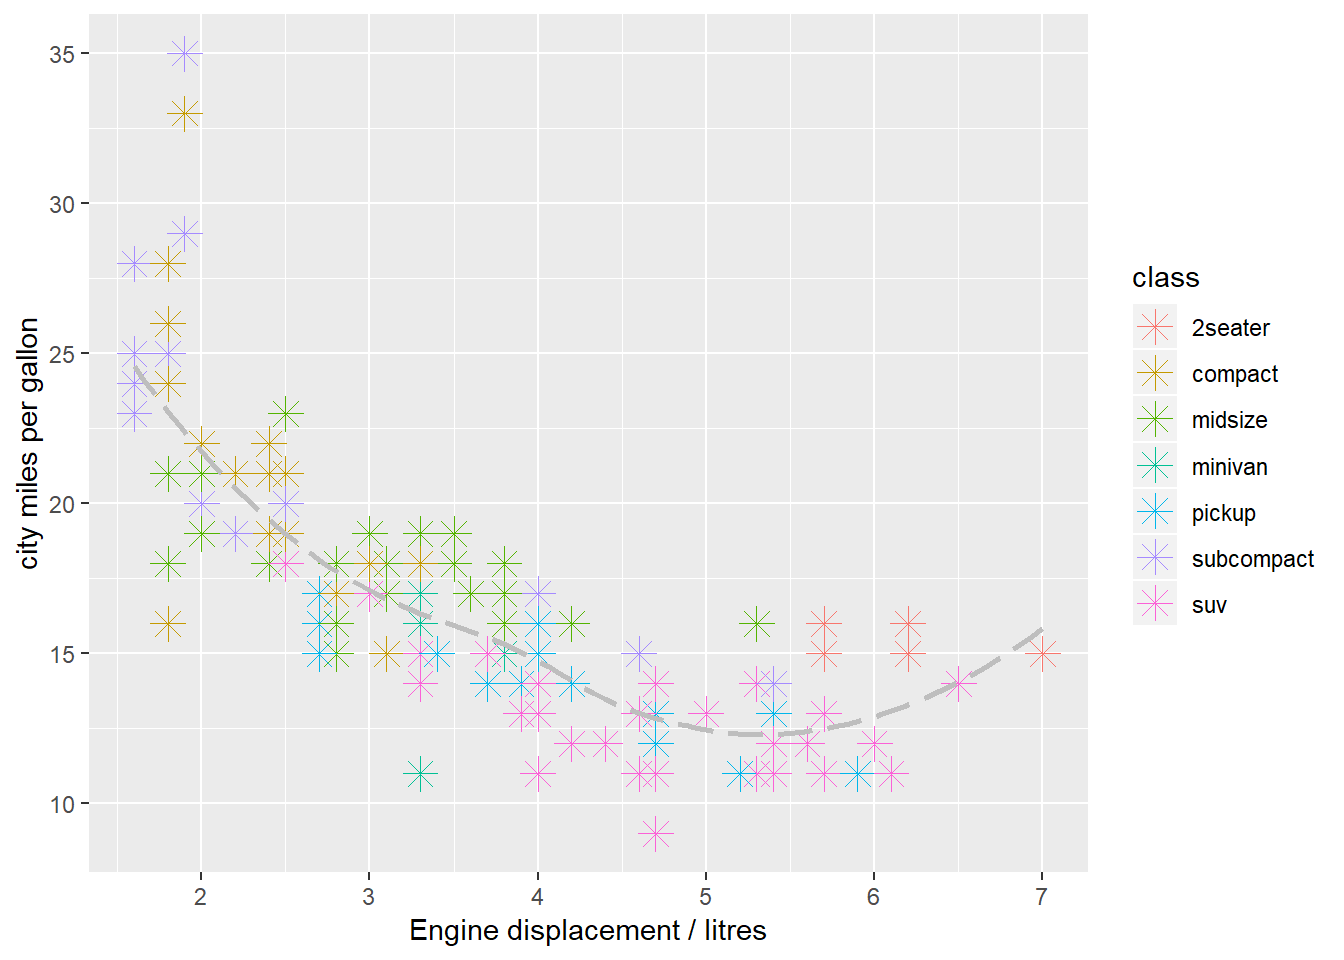 35
30
25
20
15
10
city miles per gallon
2 3 4 5 6 7
Engine displacement / litres
class
2seater
compact
midsize
minivan
pickup
subcompact
suv